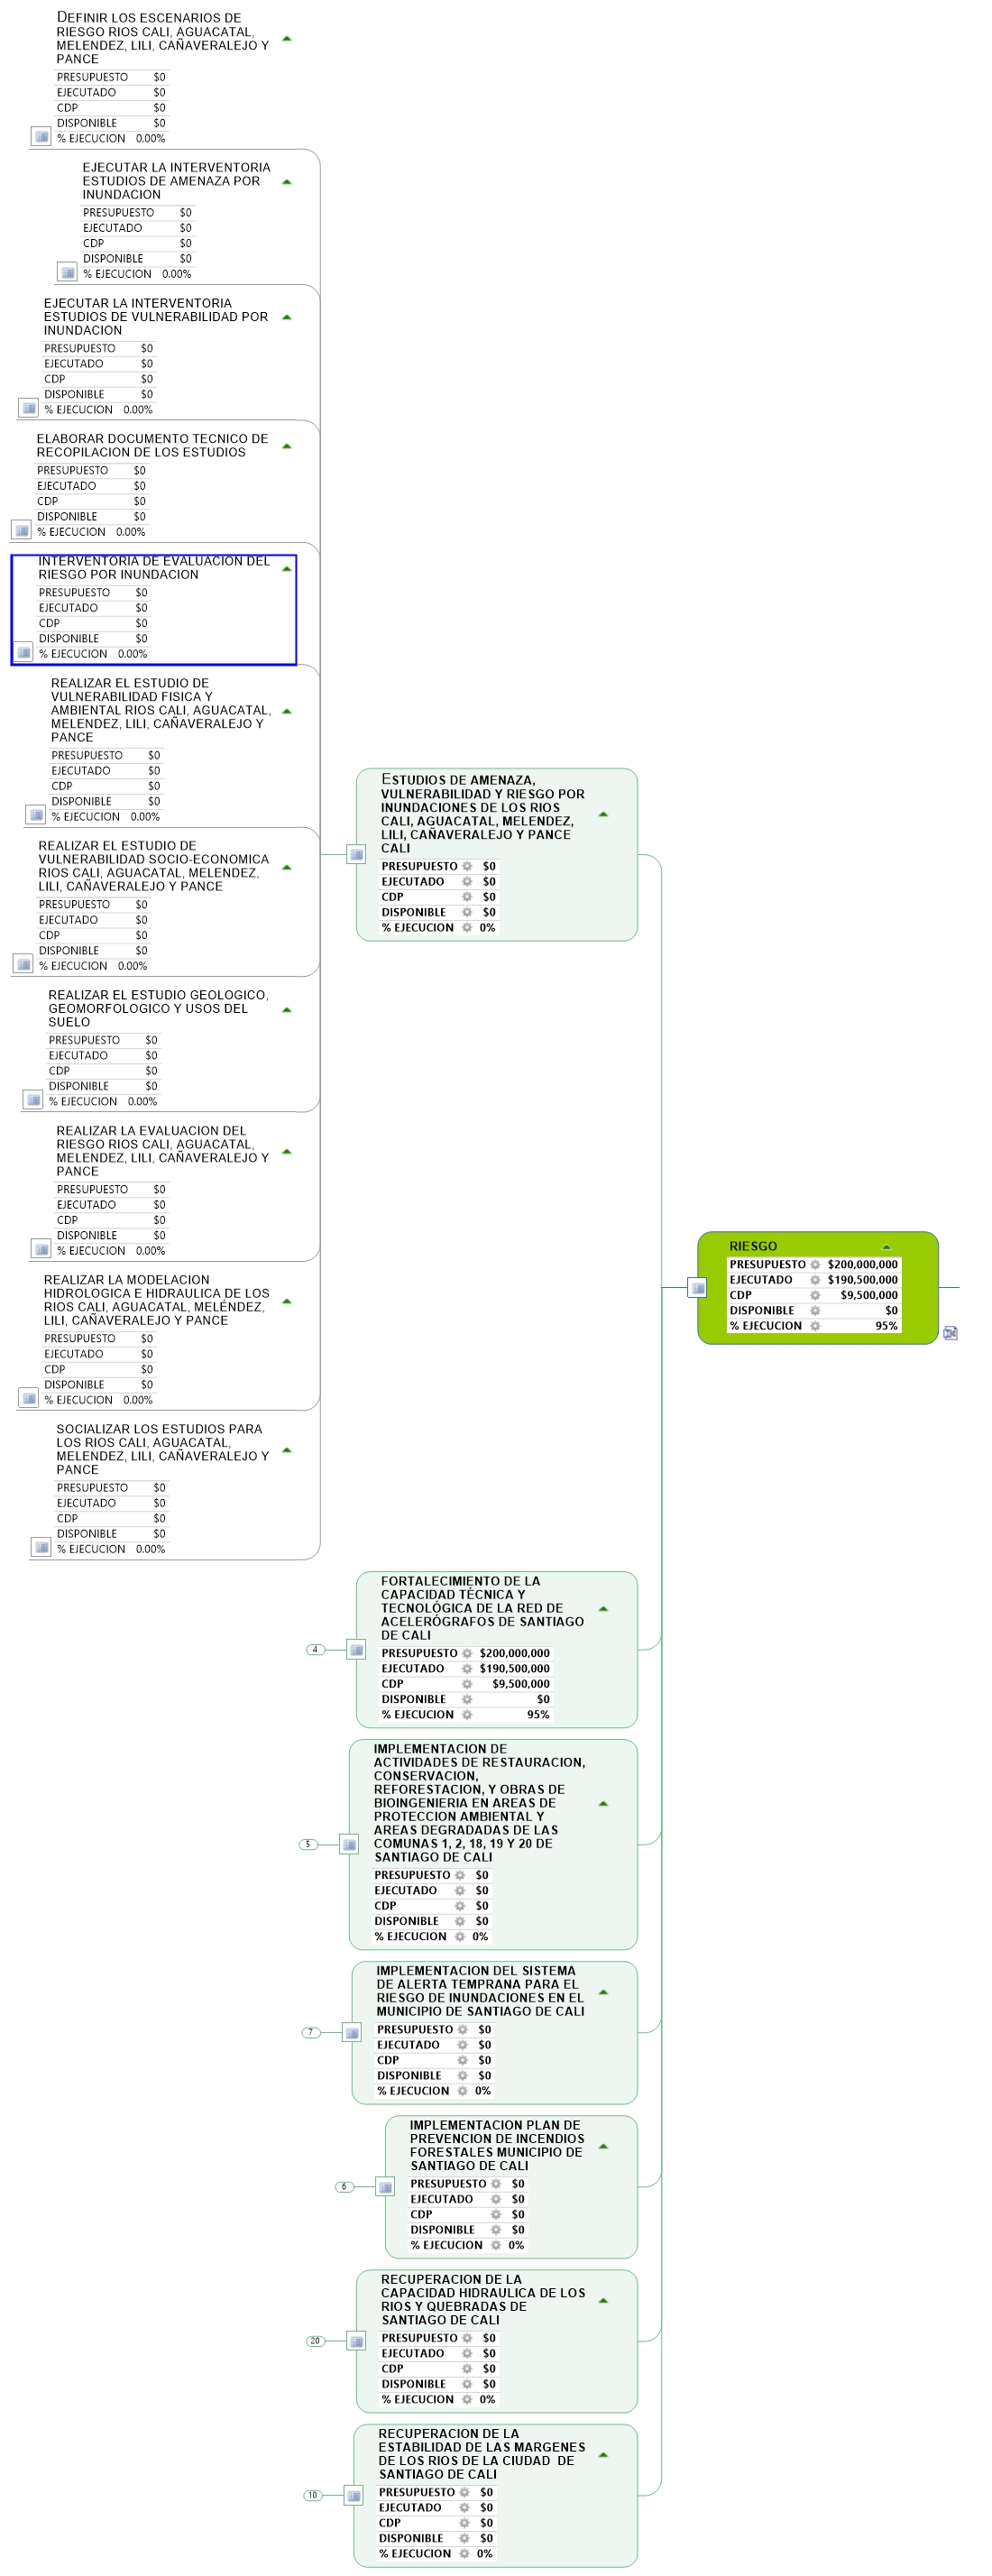 DEFINIR LOS ESCENARIOS DE
RIESGO RIOS CALI, AGUACATAL,
MELENDEZ, LILI, CAÑAVERALEJO Y
PANCE
PRESUPUESTO $0
EJECUTADO $0
CDP $0
DISPONIBLE $0
% EJECUCION 0.00%
EJECUTAR LA INTERVENTORIA
ESTUDIOS DE AMENAZA POR
INUNDACION
PRESUPUESTO $0
EJECUTADO $0
CDP $0
DISPONIBLE $0
% EJECUCION 0.00%
EJECUTAR LA INTERVENTORIA
ESTUDIOS DE VULNERABILIDAD POR
INUNDACION
PRESUPUESTO $0
EJECUTADO $0
CDP $0
DISPONIBLE $0
% EJECUCION 0.00%
ELABORAR DOCUMENTO TECNICO DE
RECOPILACION DE LOS ESTUDIOS
PRESUPUESTO $0
EJECUTADO $0
CDP $0
DISPONIBLE $0
% EJECUCION 0.00%
INTERVENTORIA DE EVALUACION DEL
RIESGO POR INUNDACION
PRESUPUESTO $0
EJECUTADO $0
CDP $0
DISPONIBLE $0
% EJECUCION 0.00%
REALIZAR EL ESTUDIO DE
VULNERABILIDAD FISICA Y
AMBIENTAL RIOS CALI, AGUACATAL,
MELENDEZ, LILI, CAÑAVERALEJO Y
PANCE
PRESUPUESTO $0
EJECUTADO $0
CDP $0
DISPONIBLE $0
% EJECUCION 0.00%
REALIZAR EL ESTUDIO DE
VULNERABILIDAD SOCIO-ECONOMICA
RIOS CALI, AGUACATAL, MELENDEZ,
LILI, CAÑAVERALEJO Y PANCE
PRESUPUESTO $0
EJECUTADO $0
CDP $0
DISPONIBLE $0
% EJECUCION 0.00%
REALIZAR EL ESTUDIO GEOLOGICO,
GEOMORFOLOGICO Y USOS DEL
SUELO
PRESUPUESTO $0
EJECUTADO $0
CDP $0
DISPONIBLE $0
% EJECUCION 0.00%
REALIZAR LA EVALUACION DEL
RIESGO RIOS CALI, AGUACATAL,
MELENDEZ, LILI, CAÑAVERALEJO Y
PANCE
PRESUPUESTO $0
EJECUTADO $0
CDP $0
DISPONIBLE $0
% EJECUCION 0.00%
REALIZAR LA MODELACION
HIDROLOGICA E HIDRAULICA DE LOS
RIOS CALI, AGUACATAL, MELÉNDEZ,
LILI, CAÑAVERALEJO Y PANCE
PRESUPUESTO $0
EJECUTADO $0
CDP $0
DISPONIBLE $0
% EJECUCION 0.00%
SOCIALIZAR LOS ESTUDIOS PARA
LOS RIOS CALI, AGUACATAL,
MELENDEZ, LILI, CAÑAVERALEJO Y
PANCE
PRESUPUESTO $0
EJECUTADO $0
CDP $0
DISPONIBLE $0
% EJECUCION 0.00%
ESTUDIOS DE AMENAZA,
VULNERABILIDAD Y RIESGO POR
INUNDACIONES DE LOS RIOS
CALI, AGUACATAL, MELENDEZ,
LILI, CAÑAVERALEJO Y PANCE
CALI
PRESUPUESTO $0
EJECUTADO $0
CDP $0
DISPONIBLE $0
% EJECUCION 0%
RIESGO
PRESUPUESTO $200,000,000
EJECUTADO $190,500,000
CDP $9,500,000
DISPONIBLE $0
% EJECUCION 95%
FORTALECIMIENTO DE LA
CAPACIDAD TÉCNICA Y
TECNOLÓGICA DE LA RED DE
ACELERÓGRAFOS DE SANTIAGO
DE CALI
4
PRESUPUESTO $200,000,000
EJECUTADO $190,500,000
CDP $9,500,000
DISPONIBLE $0
% EJECUCION 95%
IMPLEMENTACION DE
ACTIVIDADES DE RESTAURACION,
CONSERVACION,
REFORESTACION, Y OBRAS DE
BIOINGENIERIA EN AREAS DE
PROTECCION AMBIENTAL Y
AREAS DEGRADADAS DE LAS
COMUNAS 1, 2, 18, 19 Y 20 DE
SANTIAGO DE CALI
5
PRESUPUESTO $0
EJECUTADO $0
CDP $0
DISPONIBLE $0
% EJECUCION 0%
IMPLEMENTACION DEL SISTEMA
DE ALERTA TEMPRANA PARA EL
RIESGO DE INUNDACIONES EN EL
MUNICIPIO DE SANTIAGO DE CALI
7
PRESUPUESTO $0
EJECUTADO $0
CDP $0
DISPONIBLE $0
% EJECUCION 0%
IMPLEMENTACION PLAN DE
PREVENCION DE INCENDIOS
FORESTALES MUNICIPIO DE
SANTIAGO DE CALI
6
PRESUPUESTO $0
EJECUTADO $0
CDP $0
DISPONIBLE $0
% EJECUCION 0%
RECUPERACION DE LA
CAPACIDAD HIDRAULICA DE LOS
RIOS Y QUEBRADAS DE
SANTIAGO DE CALI
20
PRESUPUESTO $0
EJECUTADO $0
CDP $0
DISPONIBLE $0
% EJECUCION 0%
RECUPERACION DE LA
ESTABILIDAD DE LAS MARGENES
DE LOS RIOS DE LA CIUDAD DE
SANTIAGO DE CALI
10
PRESUPUESTO $0
EJECUTADO $0
CDP $0
DISPONIBLE $0
% EJECUCION 0%